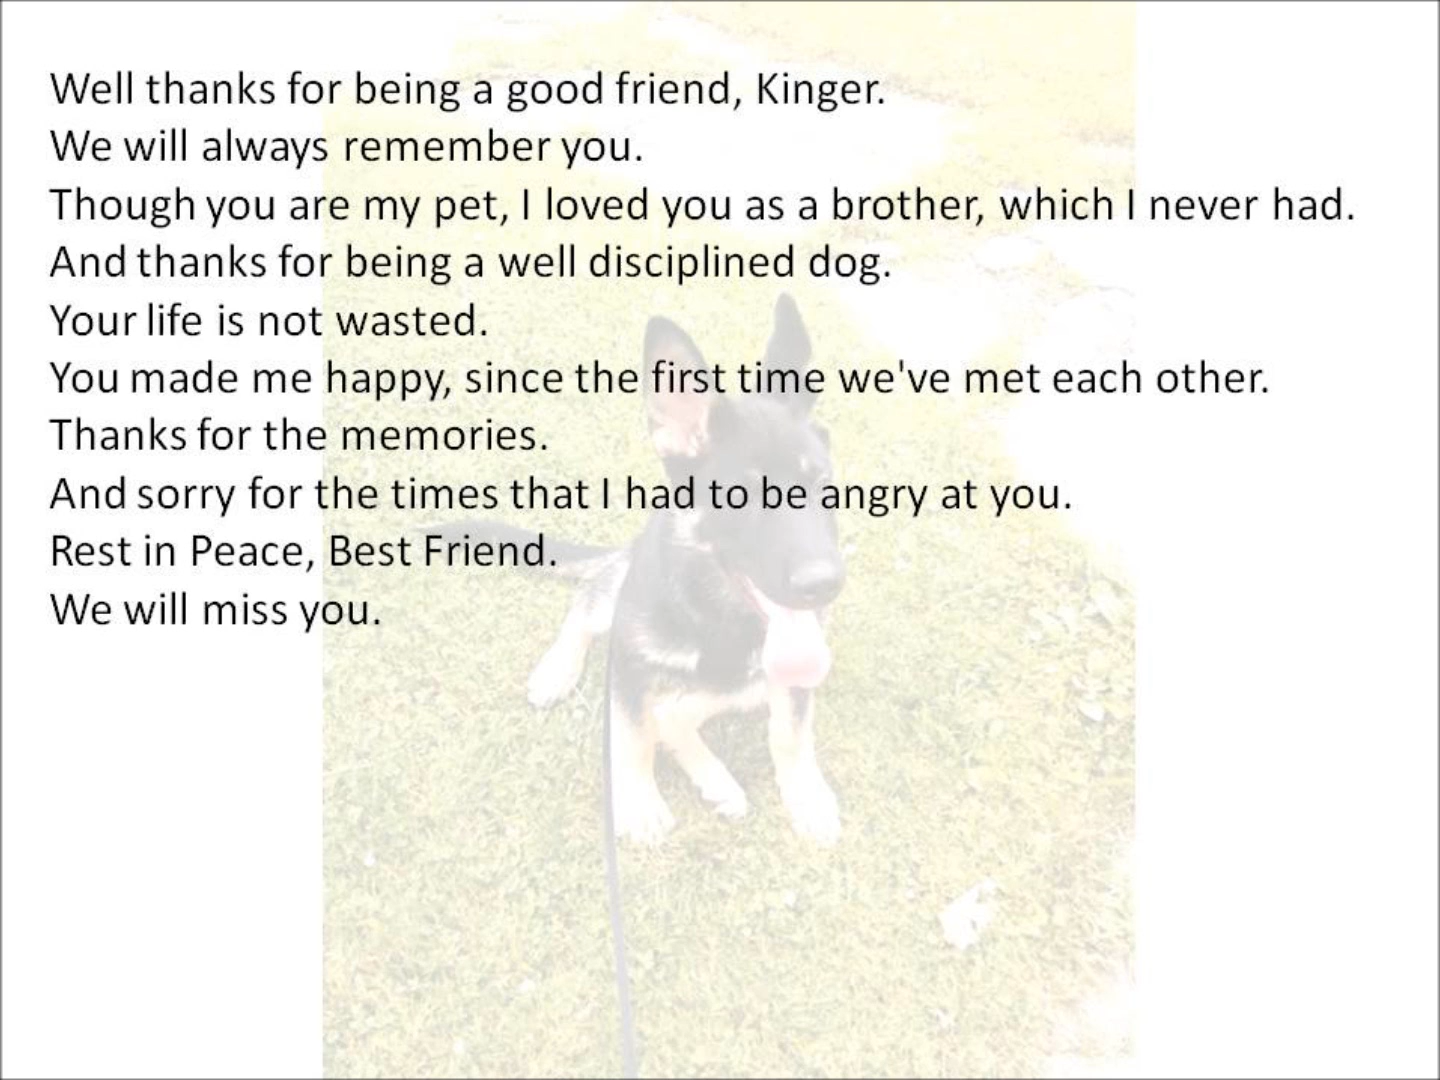 Well thanks for being a good friend, Kinger.
We will always remember you.
Though you are my pet, I loved you as a brother, which I never had.
And thanks for being a well disciplined dog.
Your life is not wasted.
You made me happy, since the first time we've met each other.
Thanks for the memories.
And sorry for the times that I had to be angry at you.
Rest in Peace, Best Friend.
We will miss you.